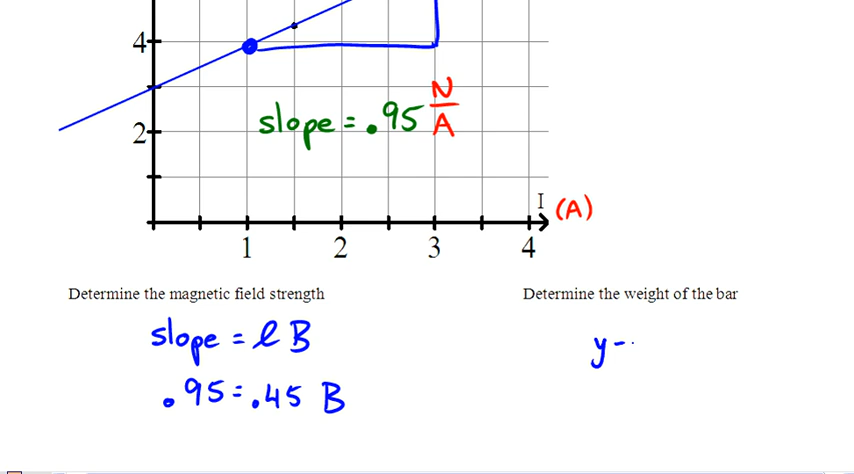 4
slope = .95 N/A
2
I (A)
1 2 3 4
Determine the magnetic field strength
slope = l B
.95 = .45 B
Determine the weight of the bar
y -